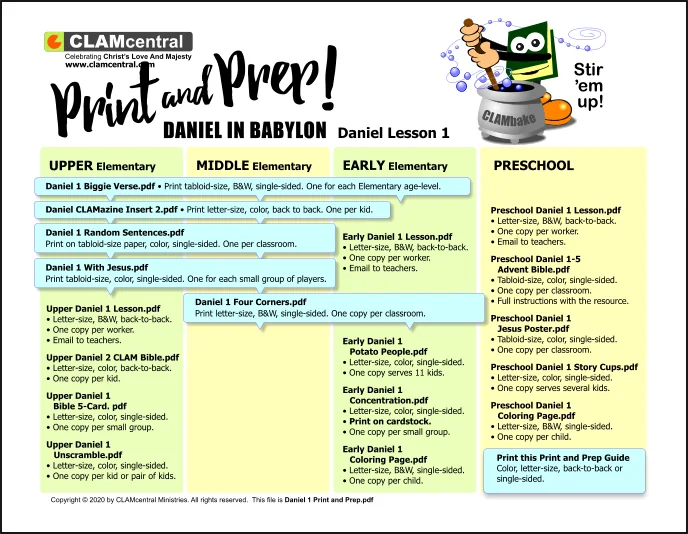 CLAMcentral
Celebrating Christ's Love And Majesty
www.clamcentral.com
Print and Prep!
DANIEL IN BABYLON Daniel Lesson 1
Stir
'em
up!
CLAMbake
UPPER Elementary
MIDDLE Elementary
EARLY Elementary
PRESCHOOL
Daniel 1 Biggie Verse.pdf • Print tabloid-size, B&W, single-sided. One for each Elementary age-level.
Daniel CLAMazine Insert 2.pdf • Print letter-size, color, back to back. One per kid.
Daniel 1 Random Sentences.pdf
Print on tabloid-size paper, color, single-sided. One per classroom.
Daniel 1 With Jesus.pdf
Print tabloid-size, color, single-sided. One for each small group of players.
Daniel 1 Four Corners.pdf
Print letter-size, B&W, single-sided. One copy per classroom.
Upper Daniel 1 Lesson.pdf
• Letter-size, B&W, back-to-back.
• One copy per worker.
• Email to teachers.
Upper Daniel 2 CLAM Bible.pdf
• Letter-size, color, back-to-back.
• One copy per kid.
Upper Daniel 1
Bible 5-Card. pdf
• Letter-size, color, single-sided.
• One copy per small group.
Upper Daniel 1
Unscramble.pdf
• Letter-size, color, single-sided.
• One copy per kid or pair of kids.
Early Daniel 1 Lesson.pdf
• Letter-size, B&W, back-to-back.
• One copy per worker.
• Email to teachers.
Early Daniel 1
Potato People.pdf
• Letter-size, color, single-sided.
• One copy serves 11 kids.
Early Daniel 1
Concentration.pdf
• Letter-size, color, single-sided.
• Print on cardstock.
• One copy per small group.
Early Daniel 1
Coloring Page.pdf
• Letter-size, B&W, single-sided.
• One copy per child.
Preschool Daniel 1 Lesson.pdf
• Letter-size, B&W, back-to-back.
• One copy per worker.
• Email to teachers.
Preschool Daniel 1-5
Advent Bible.pdf
• Tabloid-size, color, single-sided.
• One copy per classroom.
• Full instructions with the resource.
Preschool Daniel 1
Jesus Poster.pdf
• Tabloid-size, color, single-sided.
• One copy per classroom.
Preschool Daniel 1 Story Cups.pdf
• Letter-size, color, single-sided.
• One copy serves several kids.
Preschool Daniel 1
Coloring Page.pdf
• Letter-size, B&W, single-sided.
• One copy per child.
Print this Print and Prep Guide
Color, letter-size, back-to-back or
single-sided.
Copyright © 2020 by CLAMcentral Ministries. All rights reserved. This file is Daniel 1 Print and Prep.pdf